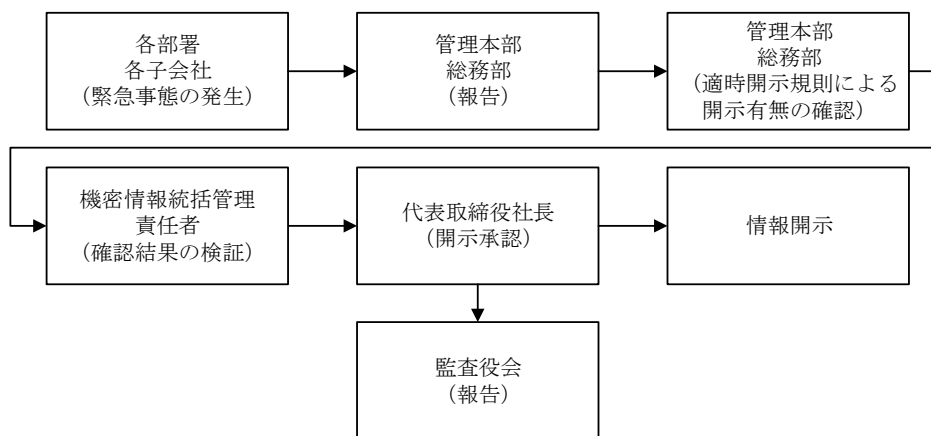 各部署
各子会社
（緊急事態の発生）
管理本部
総務部
（報告）
管理本部
総務部
（適時開示規則による
開示有無の確認）
機密情報統括管理
責任者
（確認結果の検証）
代表取締役社長
（開示承認）
情報開示
監査役会
（報告）